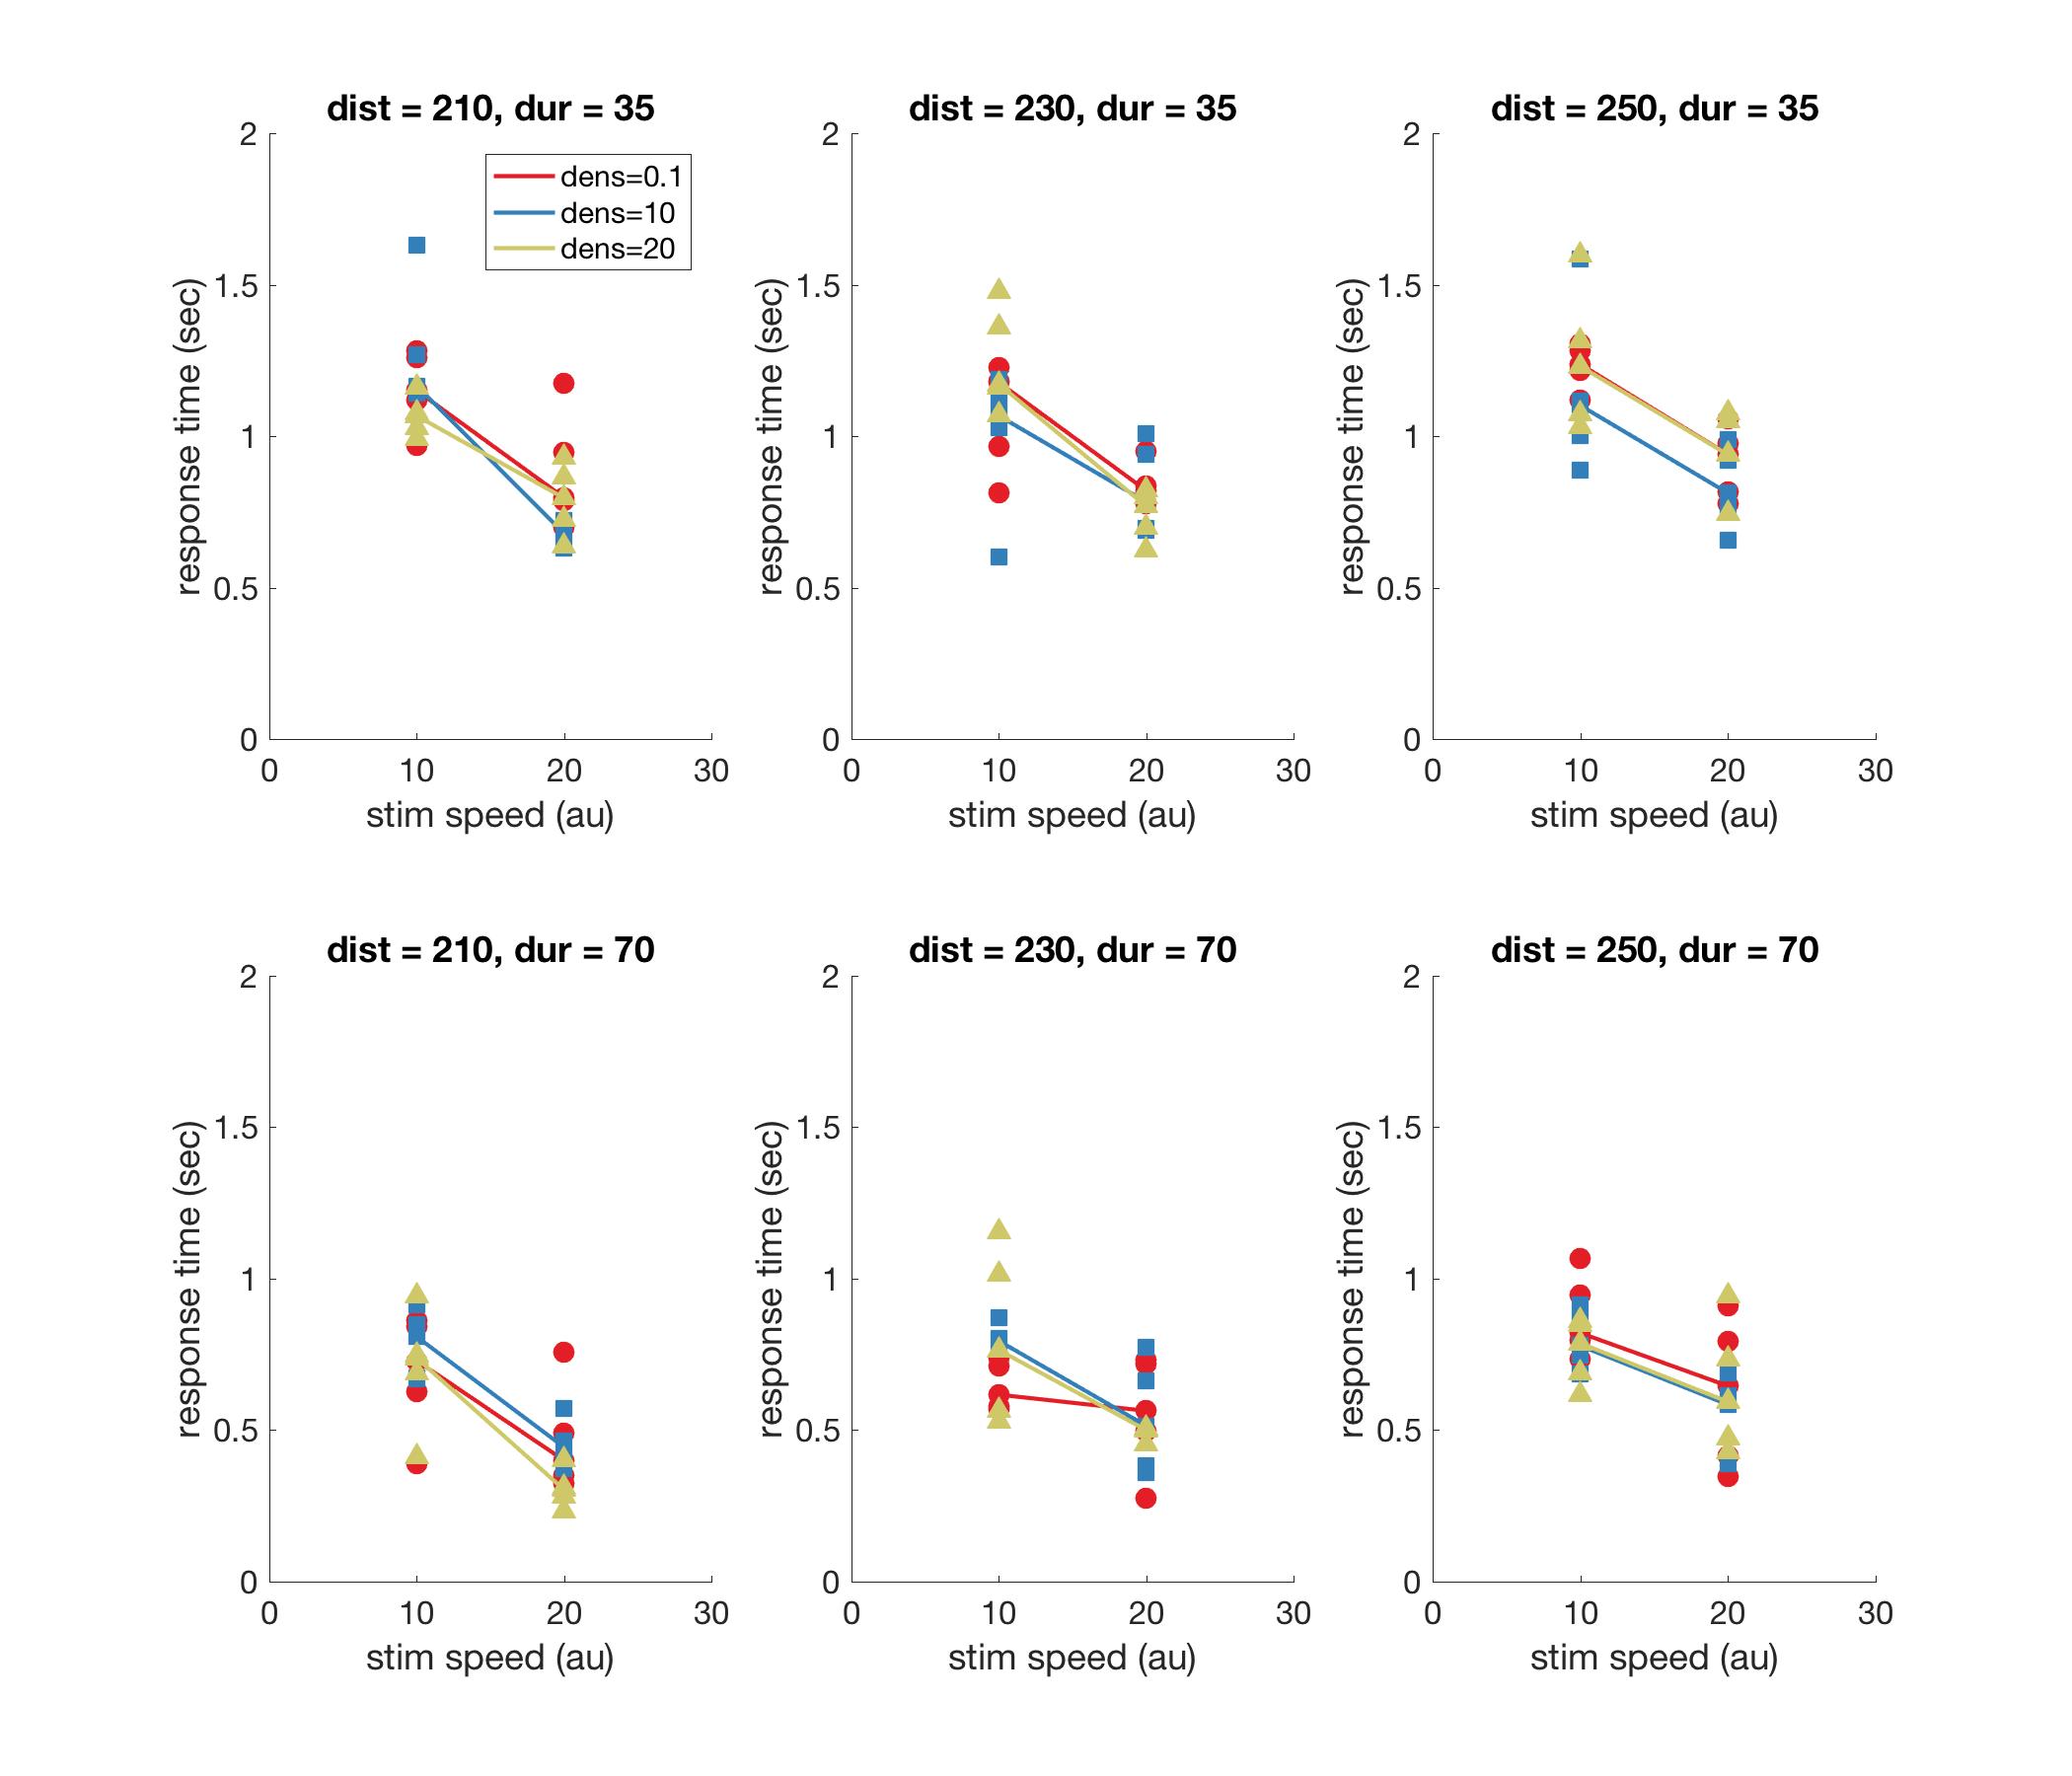 dist = 210, dur = 35
2
1.5
1
0.5
0
response time (sec)
dens=0.1
dens=10
dens=20
0 10 20 30
stim speed (au)
dist = 230, dur = 35
2
1.5
1
0.5
0
response time (sec)
0 10 20 30
stim speed (au)
dist = 250, dur = 35
2
1.5
1
0.5
0
response time (sec)
0 10 20 30
stim speed (au)
dist = 210, dur = 70
2
1.5
1
0.5
0
response time (sec)
0 10 20 30
stim speed (au)
dist = 230, dur = 70
2
1.5
1
0.5
0
response time (sec)
0 10 20 30
stim speed (au)
dist = 250, dur = 70
2
1.5
1
0.5
0
response time (sec)
0 10 20 30
stim speed (au)